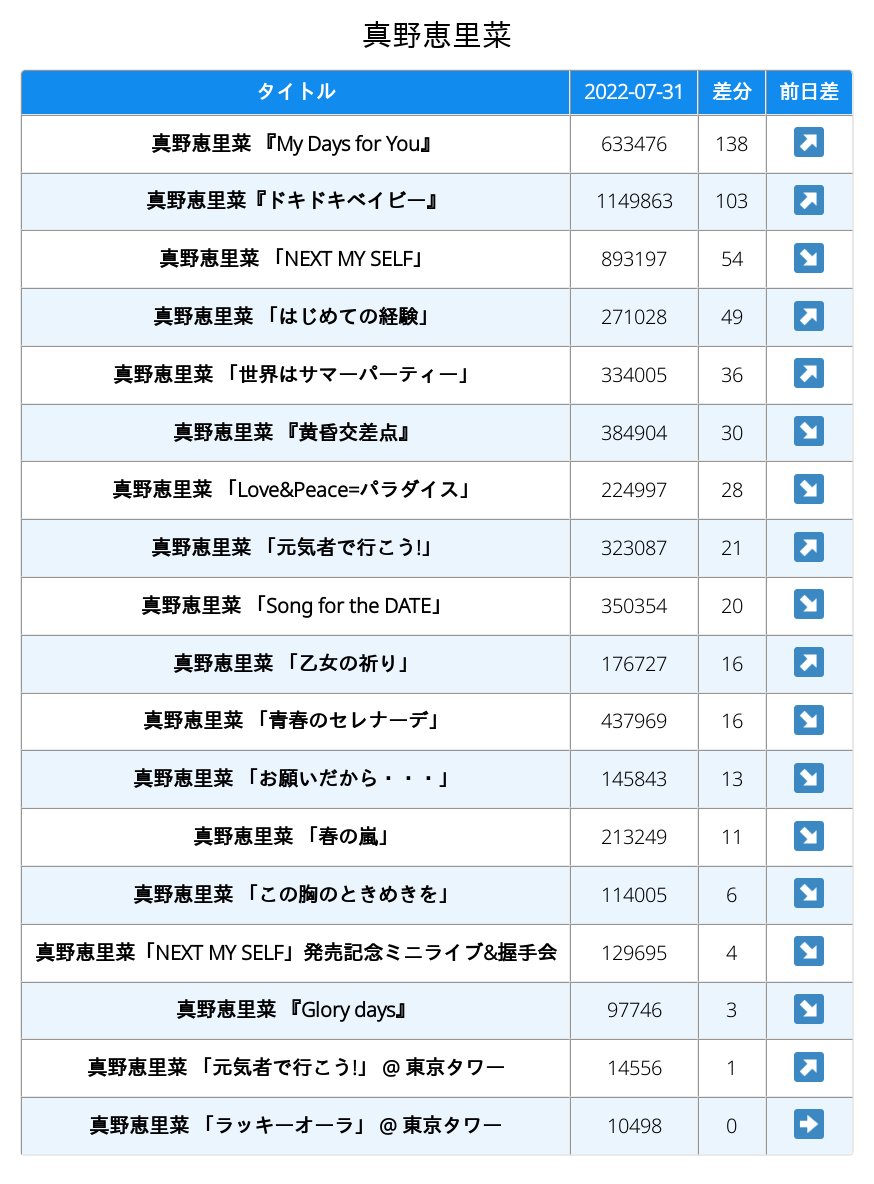 真野恵里菜
タイトル 2022-07-31 差分 前日差
真野恵里菜 『My Days for You』 633476 138 ↗
真野恵里菜『ドキドキベイビー』 1149863 103 ↗
真野恵里菜 「NEXT MY SELF」 893197 54 ↘
真野恵里菜 「はじめての経験」 271028 49 ↗
真野恵里菜 「世界はサマーパーティー」 334005 36 ↗
真野恵里菜 『黄昏交差点』 384904 30 ↘
真野恵里菜 「Love&Peace=パラダイス」 224997 28 ↘
真野恵里菜 「元気者で行こう!」 323087 21 ↗
真野恵里菜 「Song for the DATE」 350354 20 ↘
真野恵里菜 「乙女の祈り」 176727 16 ↗
真野恵里菜 「青春のセレナーデ」 437969 16 ↘
真野恵里菜 「お願いだから・・・」 145843 13 ↘
真野恵里菜 「春の嵐」 213249 11 ↘
真野恵里菜 「この胸のときめきを」 114005 6 ↘
真野恵里菜「NEXT MY SELF」発売記念ミニライブ&握手会 129695 4 ↘
真野恵里菜 『Glory days』 97746 3 ↘
真野恵里菜 「元気者で行こう!」 @ 東京タワー 14556 1 ↗
真野恵里菜 「ラッキーオーラ」 @ 東京タワー 10498 0 →